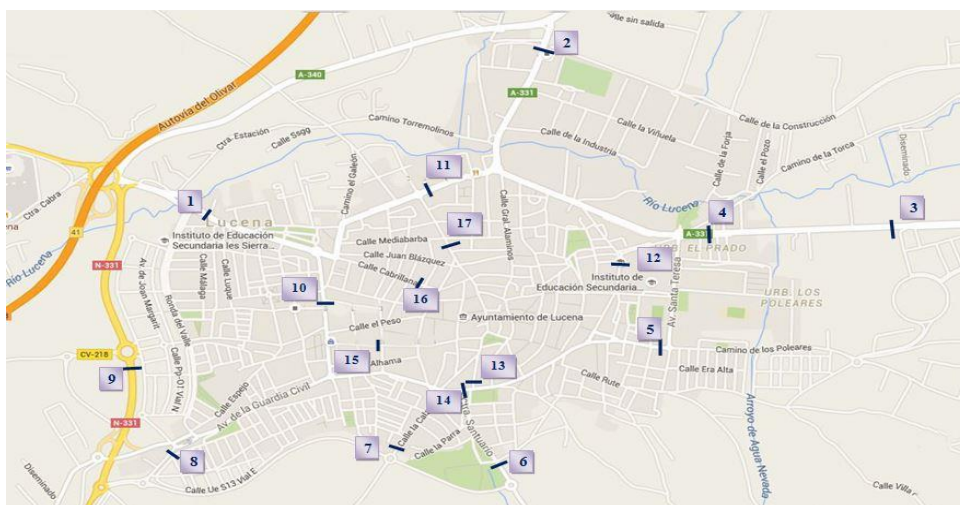 Calle sin salida
2
A-340
Autovía del Olivar
A-331
Calle la Viñuela
Calle de la Construcción
Camino Torremolinos
Ctra. Estación
Calle Ssgg
Calle de la Industria
Calle de la Forja
Calle el Pozo
Camino de la Torca
Diseminado
Camino el Galeón
11
Ctra. Cabra
1
Lucena
Río Lucena
4
3
41
Instituto de Educación
Secundaria Ies Sierra...
17
Calle Gral. Alaminos
A-331
URB. EL PRADO
Calle Mediabarba
Calle Juan Blázquez
12
Río Lucena
N-331
Av. de Joan Margarit
Calle Málaga
Calle Luque
Calle Cabrillana
Instituto de
Educación Secundaria...
Av. Santa Teresa
URB. LOS
POLEARES
10
16
Ronda del Valle
Calle el Peso
Ayuntamiento de Lucena
5
CV-218
15
Alhama
Camino de los Poleares
9
Calle Pp-O1 Vial N
13
Calle Rute
Calle Era Alta
Calle Espejo
Av. de la Guardia Civil
14
N-331
Santuario
Calle la Parra
Arroyo de Agua Nevada
7
8
6
Diseminado
Calle Ue S13 Vial E